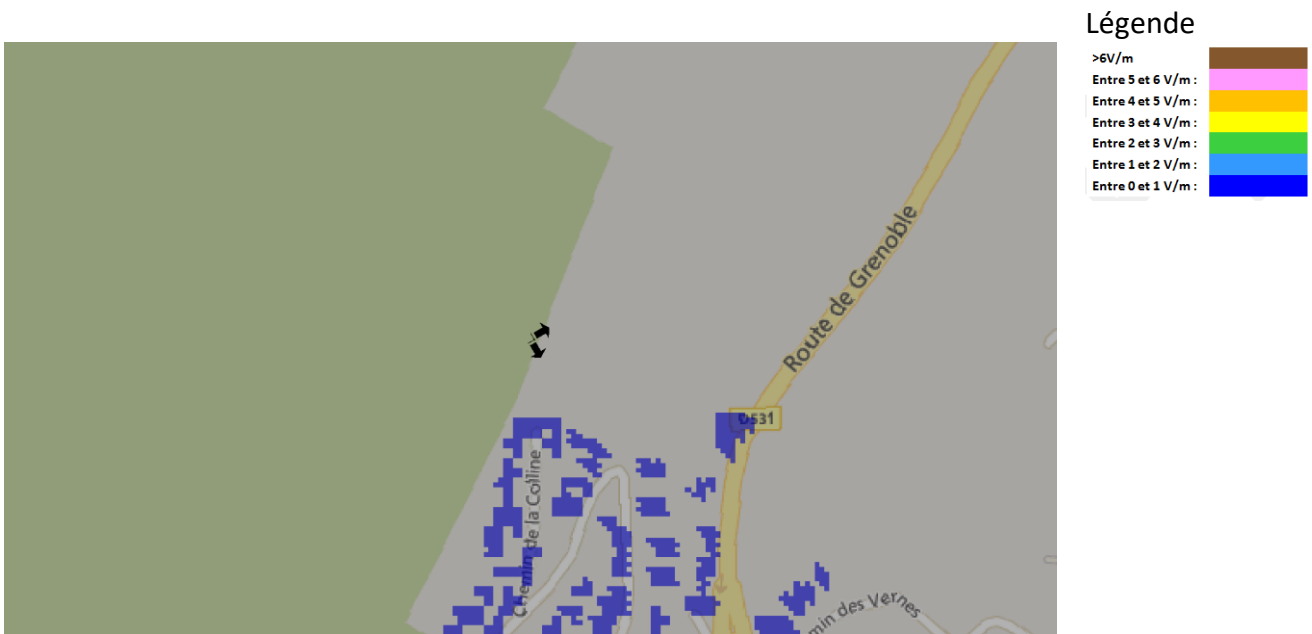 Légende
>6V/m
Entre 5 et 6 V/m :
Entre 4 et 5 V/m :
Entre 3 et 4 V/m :
Entre 2 et 3 V/m :
Entre 1 et 2 V/m :
Entre 0 et 1 V/m :
Route de Grenoble
D531
Chemin de la Colline
min des Vernes